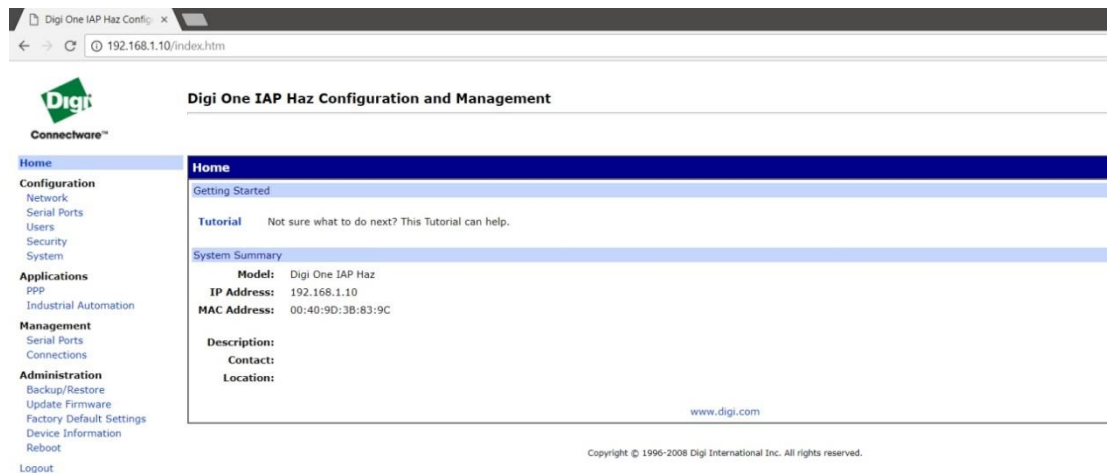 Digi One IAP Haz Config
192.168.1.10/index.htm
Digi
Connectware™
Digi One IAP Haz Configuration and Management
Home
Configuration
Network
Serial Ports
Users
Security
System
Applications
PPP
Industrial Automation
Management
Serial Ports
Connections
Administration
Backup/Restore
Update Firmware
Factory Default Settings
Device Information
Reboot
Logout
Home
Getting Started
Tutorial Not sure what to do next? This Tutorial can help.
System Summary
Model: Digi One IAP Haz
IP Address: 192.168.1.10
MAC Address: 00:40:9D:3B:83:9C
Description:
Contact:
Location:
www.digi.com
Copyright © 1996-2008 Digi International Inc. All rights reserved.